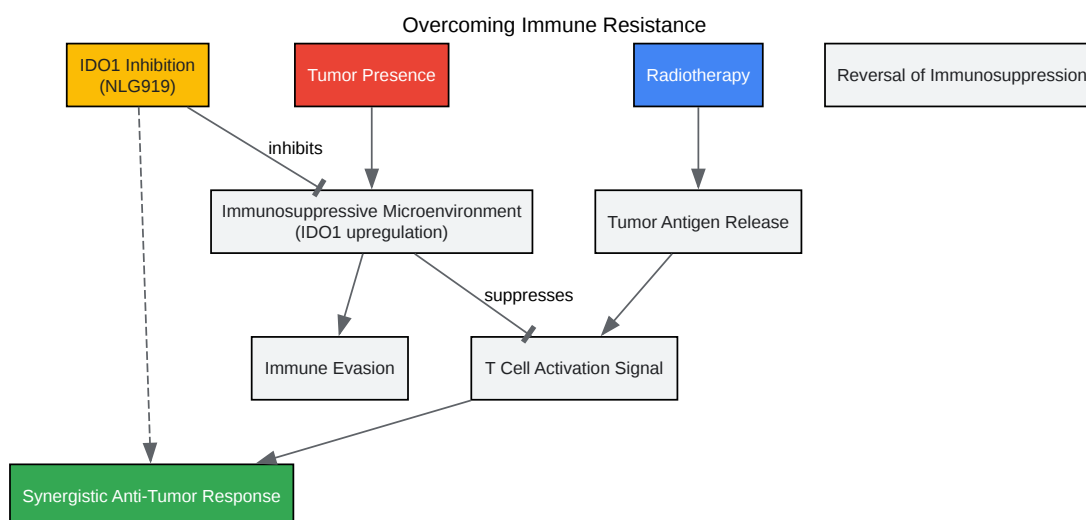 Overcoming Immune Resistance
IDO1 Inhibition
(NLG919)
Tumor Presence
Radiotherapy
Reversal of Immunosuppression
inhibits
Immunosuppressive Microenvironment
(IDO1 upregulation)
Tumor Antigen Release
suppresses
Immune Evasion
T Cell Activation Signal
Synergistic Anti-Tumor Response